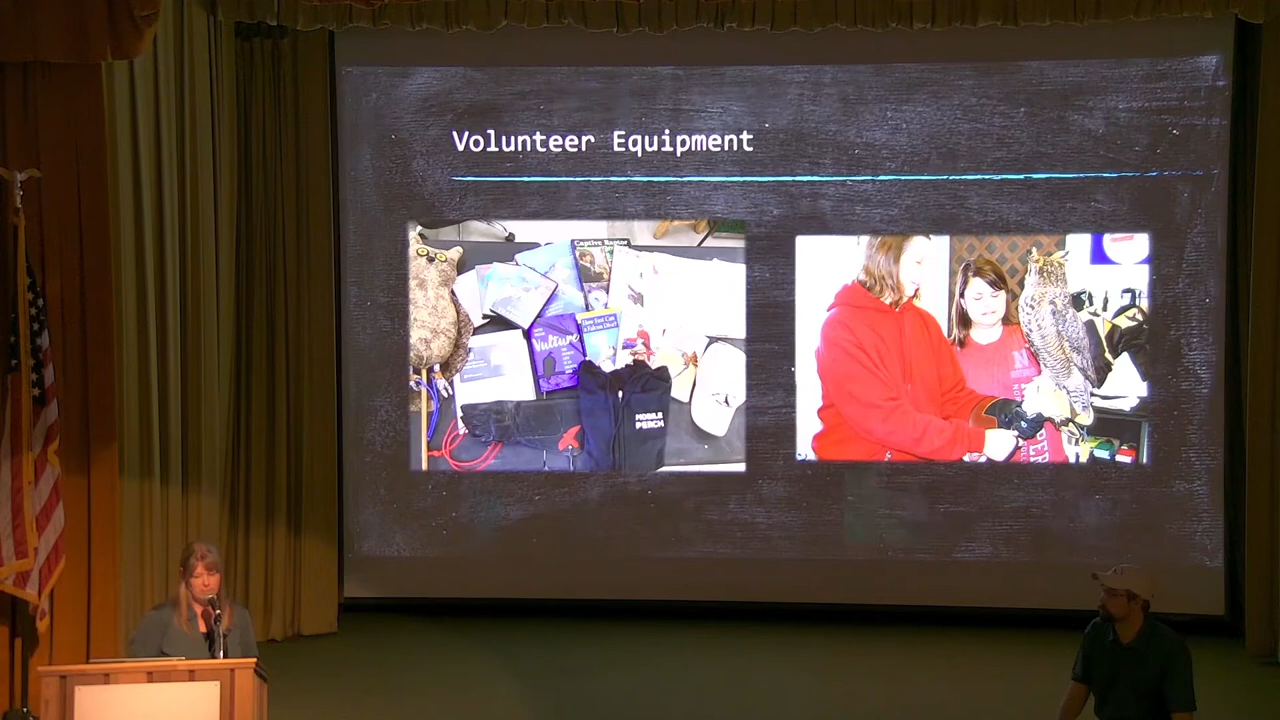 Volunteer Equipment
Captive Raptor
How Fast Can
a Falcon Dive?
Vulture
MOBILE
PERCH
N